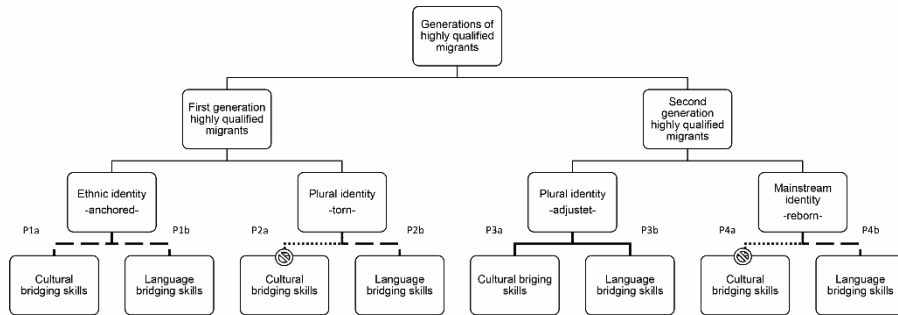 Generations of
highly qualified
migrants
First generation
highly qualified
migrants
Second
generation
highly qualified
migrants
Ethnic identity
-anchored-
Plural identity
-torn-
Plural identity
-adjustet-
Mainstream
identity
-reborn-
P1a
P1b
P2a
P2b
P3a
P3b
P4a
P4b
Cultural
bridging skills
Language
bridging skills
Cultural
bridging skills
Language
bridging skills
Cultural briging
skills
Language
bridging skills
Cultural
bridging skills
Language
bridging skills